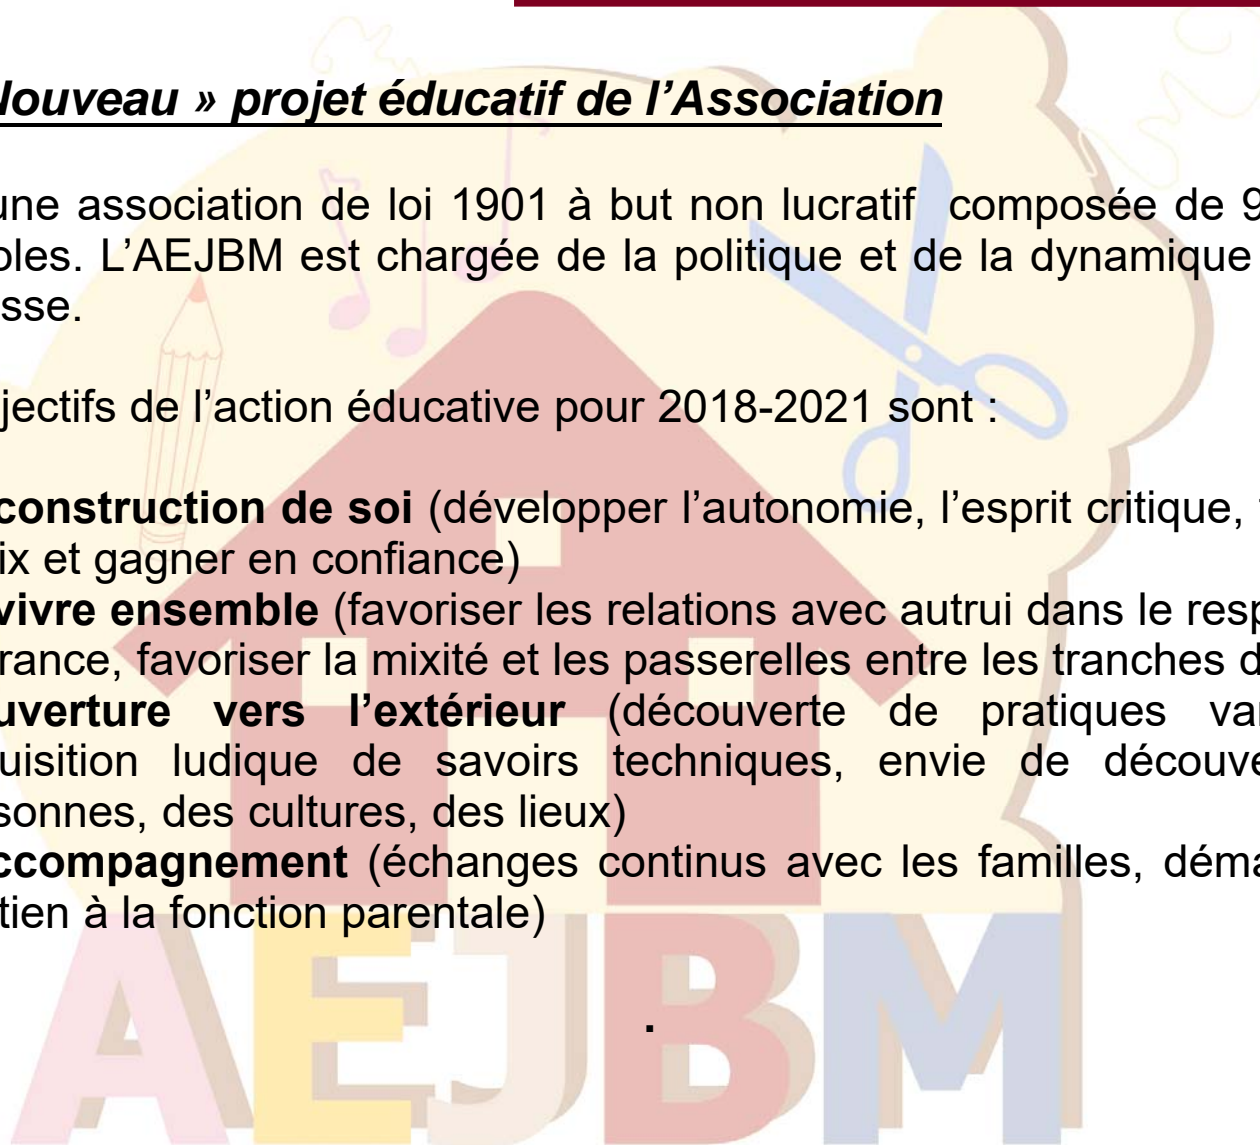 Nouveau » projet éducatif de l’Association
une association de loi 1901 à but non lucratif composée de 9
oles. L’AEJBM est chargée de la politique et de la dynamique
sse.
jectifs de l’action éducative pour 2018-2021 sont :
construction de soi (développer l’autonomie, l’esprit critique,
ix et gagner en confiance)
vivre ensemble (favoriser les relations avec autrui dans le resp
rance, favoriser la mixité et les passerelles entre les tranches d
uverture vers l’extérieur (découverte de pratiques var
uisition ludique de savoirs techniques, envie de découve
sonnes, des cultures, des lieux)
ccompagnement (échanges continus avec les familles, déma
tien à la fonction parentale)
.
AEJBM